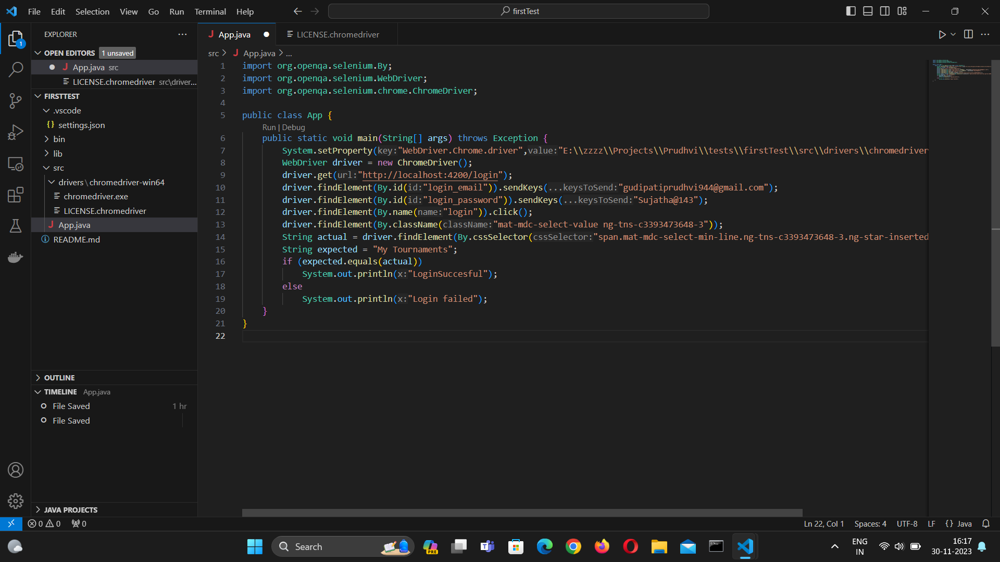 File Edit Selection View Go Run Terminal Help
firstTest
EXPLORER
1
OPEN EDITORS 1 unsaved
App.java src
LICENSE.chromedriver src\driver...
FIRSTTEST
.vscode
{} settings.json
bin
lib
src
drivers\chromedriver-win64
chromedriver.exe
LICENSE.chromedriver
J App.java
README.md
OUTLINE
TIMELINE App.java
File Saved 1 hr
File Saved
JAVA PROJECTS
J App.java
LICENSE.chromedriver
src > J App.java > ...
1 import org.openqa.selenium.By;
2 import org.openqa.selenium.WebDriver;
3 import org.openqa.selenium.chrome.ChromeDriver;
4
5 public class App {
Run | Debug
6 public static void main(String[] args) throws Exception {
7 System.setProperty(key:"WebDriver.Chrome.driver",value:"E:\\zzzz\\Projects\\Prudhvi\\tests\\firstTest\\src\\drivers\\chromedriver
8 WebDriver driver = new ChromeDriver();
9 driver.get(url:"http://localhost:4200/login");
10 driver.findElement(By.id(id:"login_email")).sendKeys(...keysToSend:"gudipatiprudhvi944@gmail.com");
11 driver.findElement(By.id(id:"login_password")).sendKeys(...keysToSend:"Sujatha@143");
12 driver.findElement(By.name(name:"login")).click();
13 driver.findElement(By.className(className:"mat-mdc-select-value ng-tns-c3393473648-3"));
14 String actual = driver.findElement(By.cssSelector(cssSelector:"span.mat-mdc-select-min-line.ng-tns-c3393473648-3.ng-star-inserted
15 String expected = "My Tournaments";
16 if (expected.equals(actual))
17 System.out.println(x:"LoginSuccesful");
18 else
19 System.out.println(x:"Login failed");
20 }
21 }
22
0 0 0
Ln 22, Col 1 Spaces: 4 UTF-8 LF {} Java
Search
PRE
ENG
IN
16:17
30-11-2023